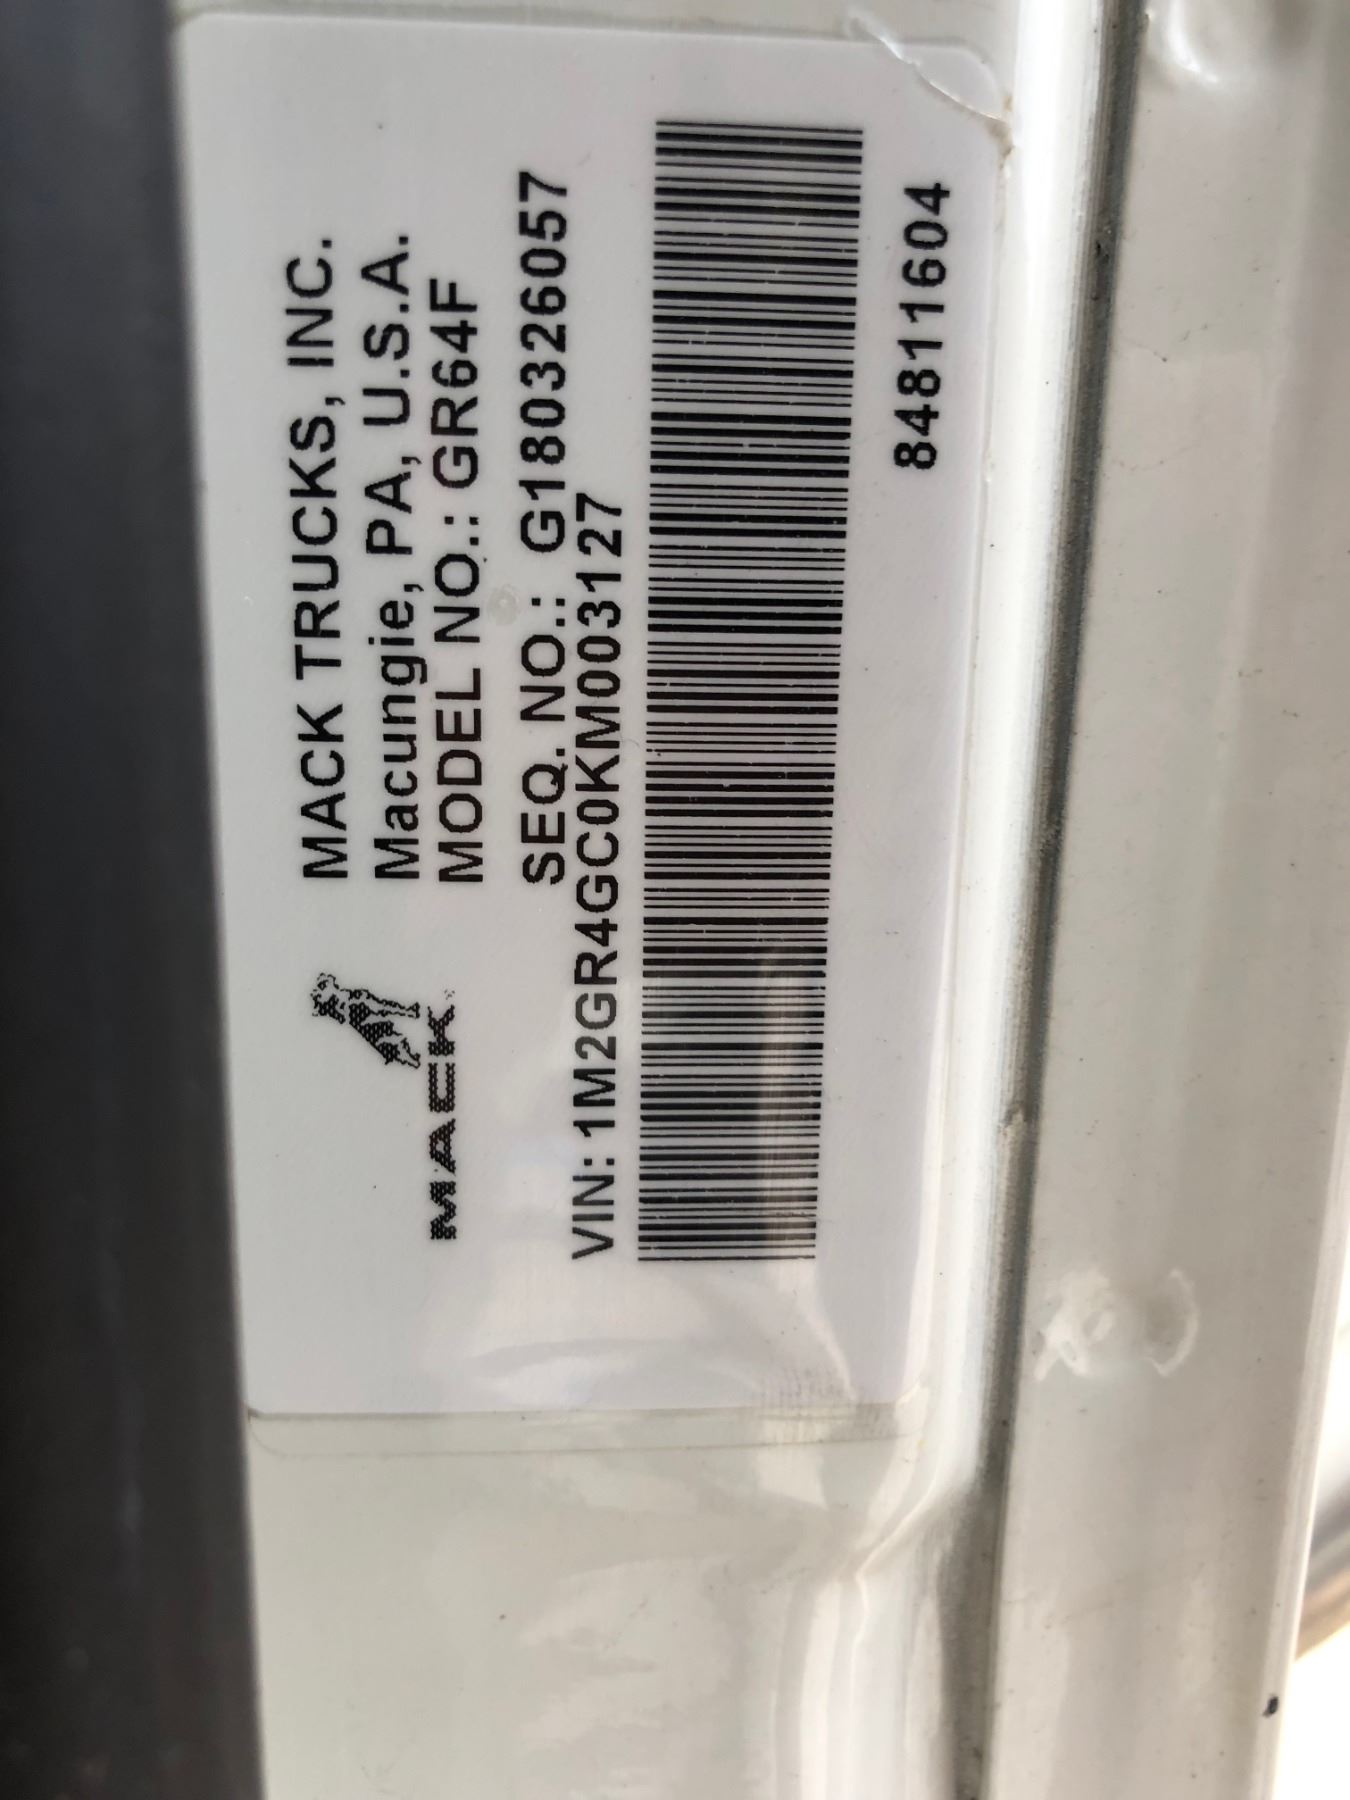 MACK TRUCKS, INC.
Macungie, PA, U.S.A.
MODEL NO.: GR64F
MACK
SEQ. NO.: G180326057
VIN: 1M2GR4GC0KM003127
84811604